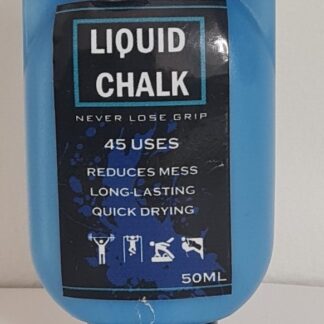 LIQUID
CHALK
NEVER LOSE GRIP
45 USES
REDUCES MESS
LONG-LASTING
QUICK DRYING
50ML